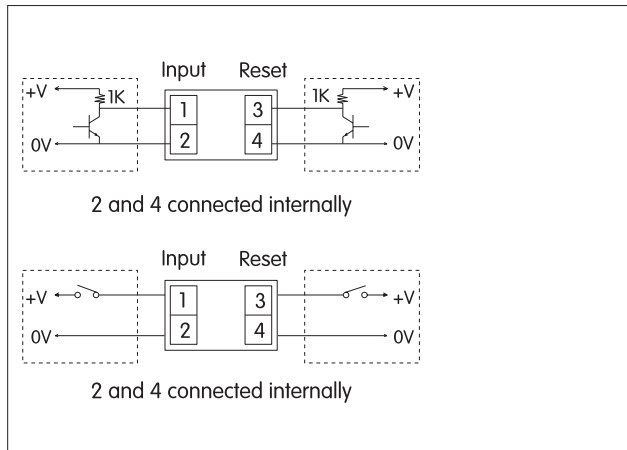 Input Reset
+V 1K 1 3 1K +V
0V 2 4 0V
2 and 4 connected internally
Input Reset
+V 1 3 +V
0V 2 4 0V
2 and 4 connected internally